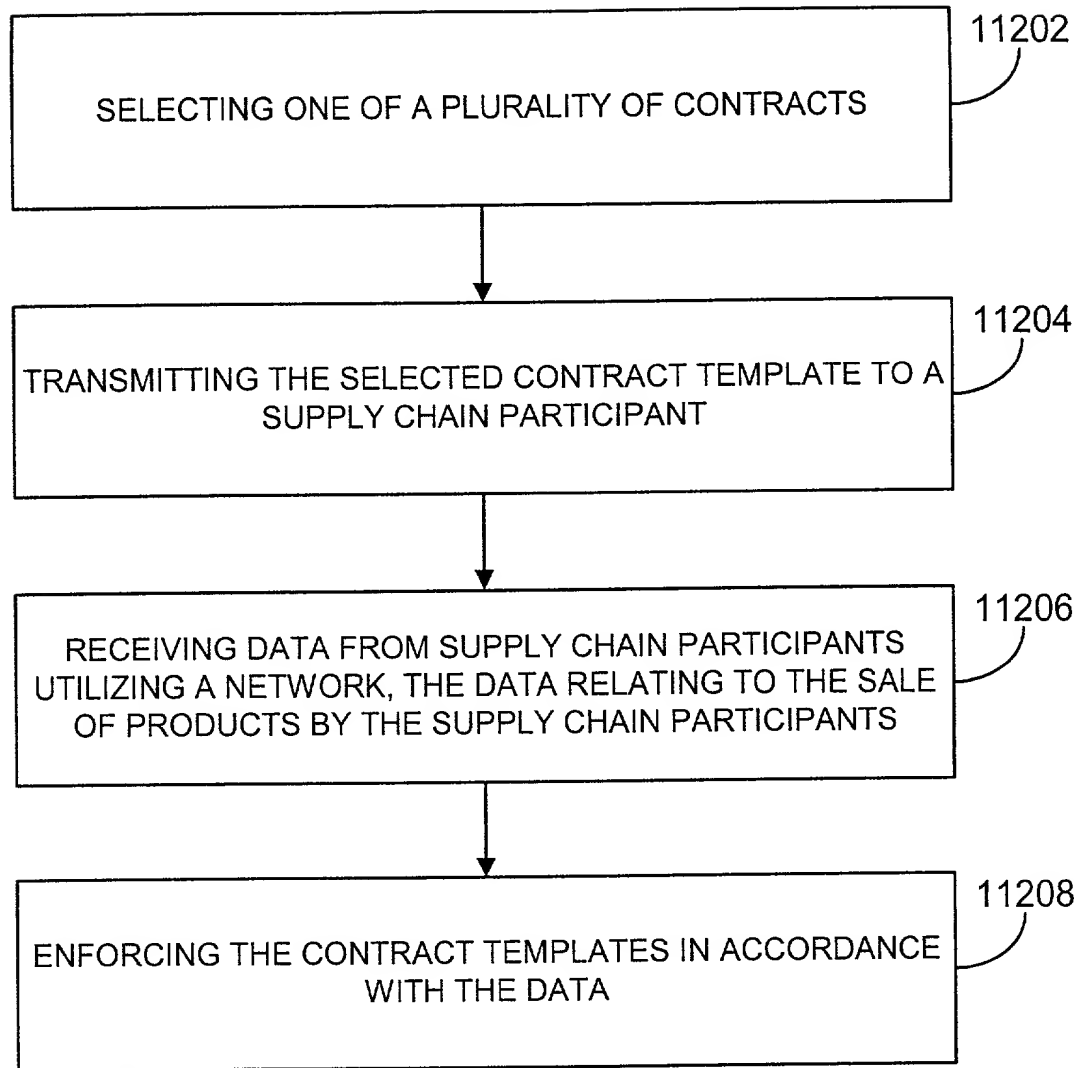 11202
SELECTING ONE OF A PLURALITY OF CONTRACTS
11204
TRANSMITTING THE SELECTED CONTRACT TEMPLATE TO A
SUPPLY CHAIN PARTICIPANT
11206
RECEIVING DATA FROM SUPPLY CHAIN PARTICIPANTS
UTILIZING A NETWORK, THE DATA RELATING TO THE SALE
OF PRODUCTS BY THE SUPPLY CHAIN PARTICIPANTS
11208
ENFORCING THE CONTRACT TEMPLATES IN ACCORDANCE
WITH THE DATA